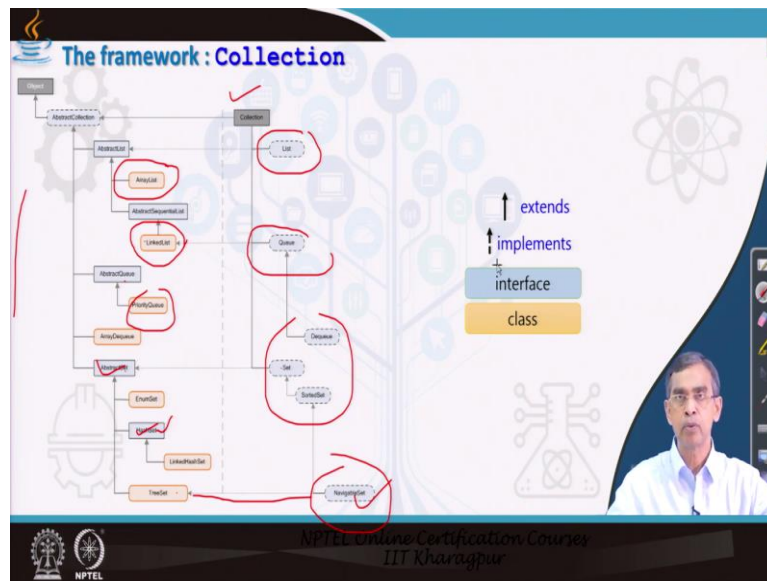 The framework : Collection
Object
AbstractCollection
Collection
AbstractList
List
ArrayList
AbstractSequentialList
LinkedList
Queue
AbstractQueue
PriorityQueue
ArrayDequeue
Dequeue
Set
EnumSet
SortedSet
LinkedHashSet
TreeSet
NavigableSet
extends
implements
interface
class
NPTEL Online Certification Courses
IIT Kharagpur
NPTEL